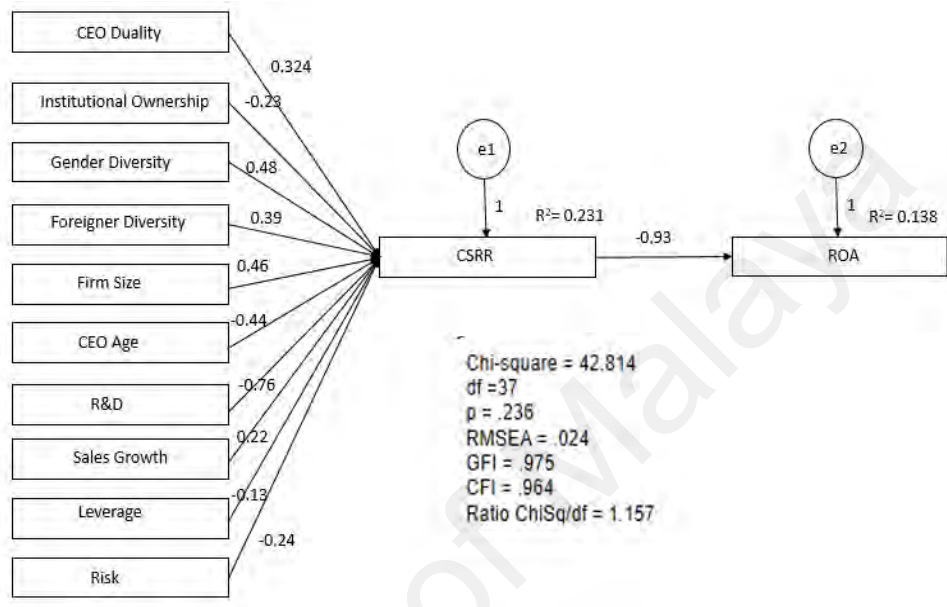 CEO Duality
0.324
Institutional Ownership
-0.23
Gender Diversity
0.48
Foreigner Diversity
0.39
Firm Size
0.46
CEO Age
-0.44
R&D
-0.76
Sales Growth
0.22
Leverage
-0.13
Risk
-0.24
e1
1
R²= 0.231
CSRR
-0.93
e2
1
R²= 0.138
ROA
Chi-square = 42.814
df =37
p = .236
RMSEA = .024
GFI = .975
CFI = .964
Ratio ChiSq/df = 1.157
of Malaya